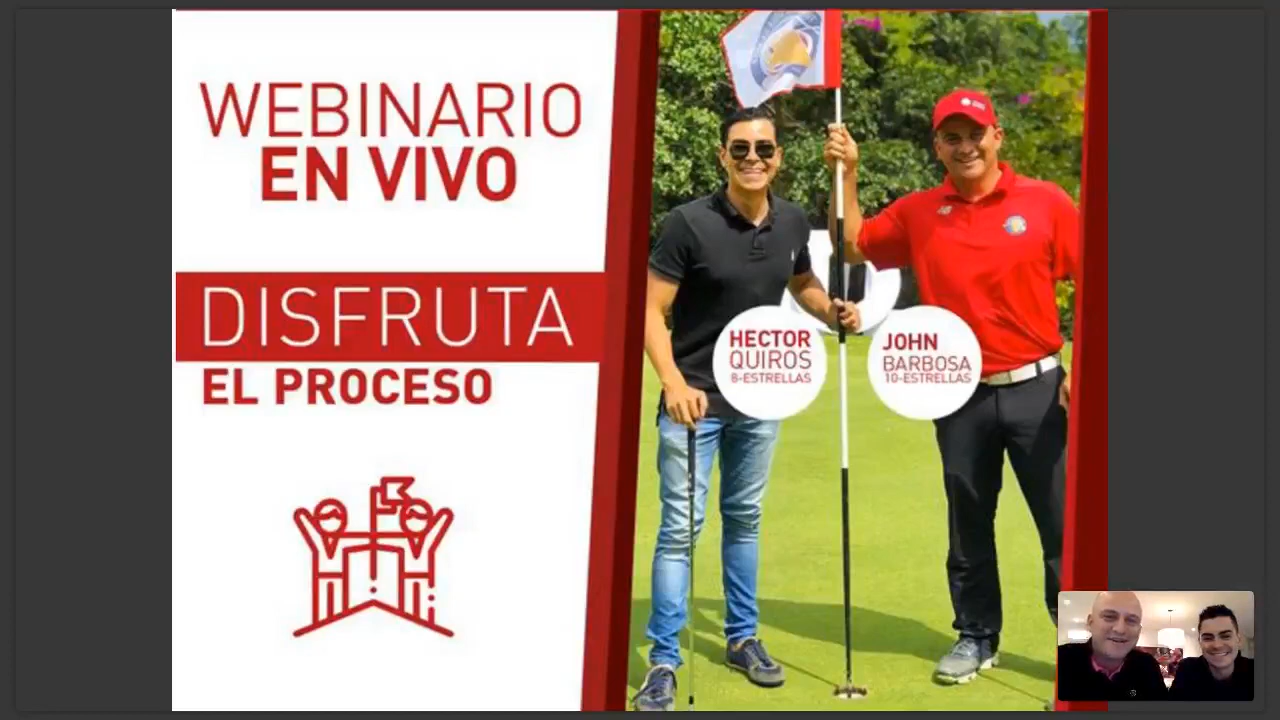 WEBINARIO
EN VIVO
DISFRUTA
EL PROCESO
HECTOR
QUIROS
8-ESTRELLAS
JOHN
BARBOSA
10-ESTRELLAS